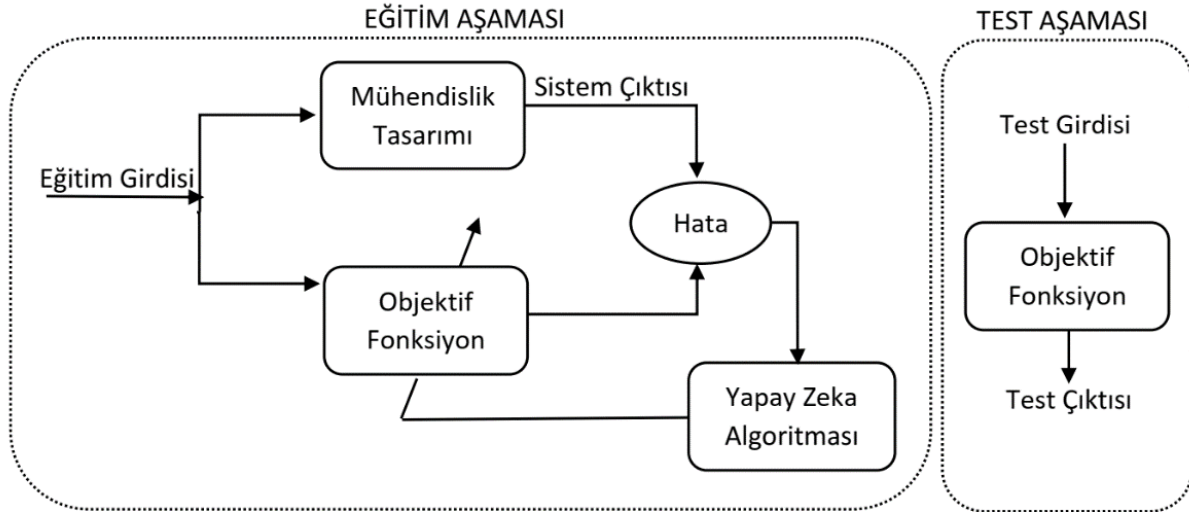 EĞİTİM AŞAMASI
Mühendislik
Tasarımı
Sistem Çıktısı
Eğitim Girdisi
Hata
Objektif
Fonksiyon
Yapay Zeka
Algoritması
TEST AŞAMASI
Test Girdisi
Objektif
Fonksiyon
Test Çıktısı